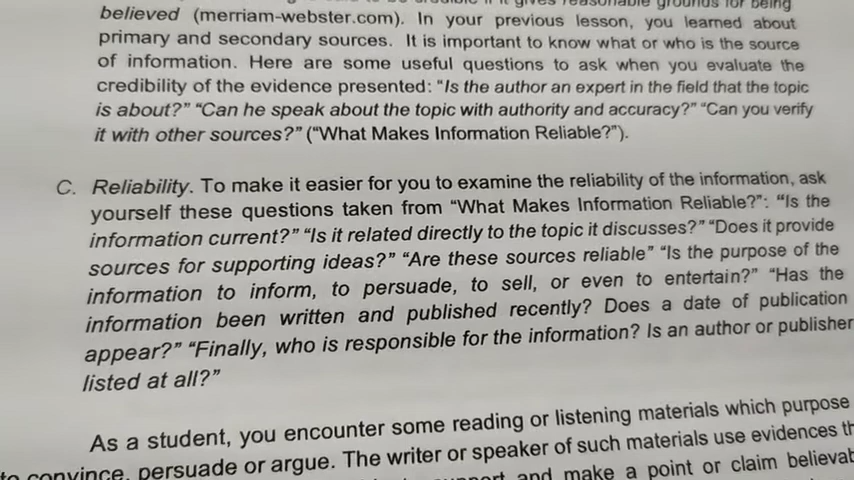 believed (merriam-webster.com). In your previous lesson, you learned about
primary and secondary sources. It is important to know what or who is the source
of information. Here are some useful questions to ask when you evaluate the
credibility of the evidence presented: “Is the author an expert in the field that the topic
is about?” “Can he speak about the topic with authority and accuracy?” “Can you verify
it with other sources?” (“What Makes Information Reliable?”).
C. Reliability. To make it easier for you to examine the reliability of the information, ask
yourself these questions taken from “What Makes Information Reliable?”: “Is the
information current?” “Is it related directly to the topic it discusses?” “Does it provide
sources for supporting ideas?” “Are these sources reliable” “Is the purpose of the
information to inform, to persuade, to sell, or even to entertain?” “Has the
information been written and published recently? Does a date of publication
appear?” “Finally, who is responsible for the information? Is an author or publisher
listed at all?”
As a student, you encounter some reading or listening materials which purpose
to convince, persuade or argue. The writer or speaker of such materials use evidences
and make a point or claim